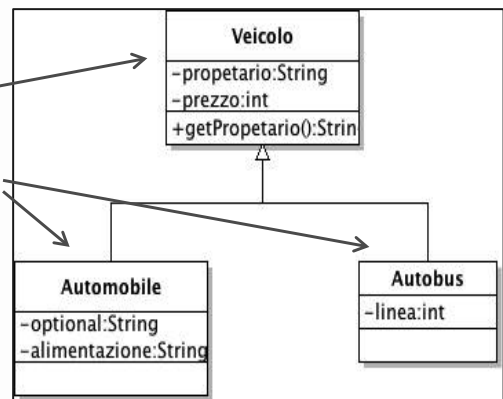 Veicolo
-propetario:String
-prezzo:int
+getPropetario():Strin
Automobile
-optional:String
-alimentazione:String
Autobus
-linea:int